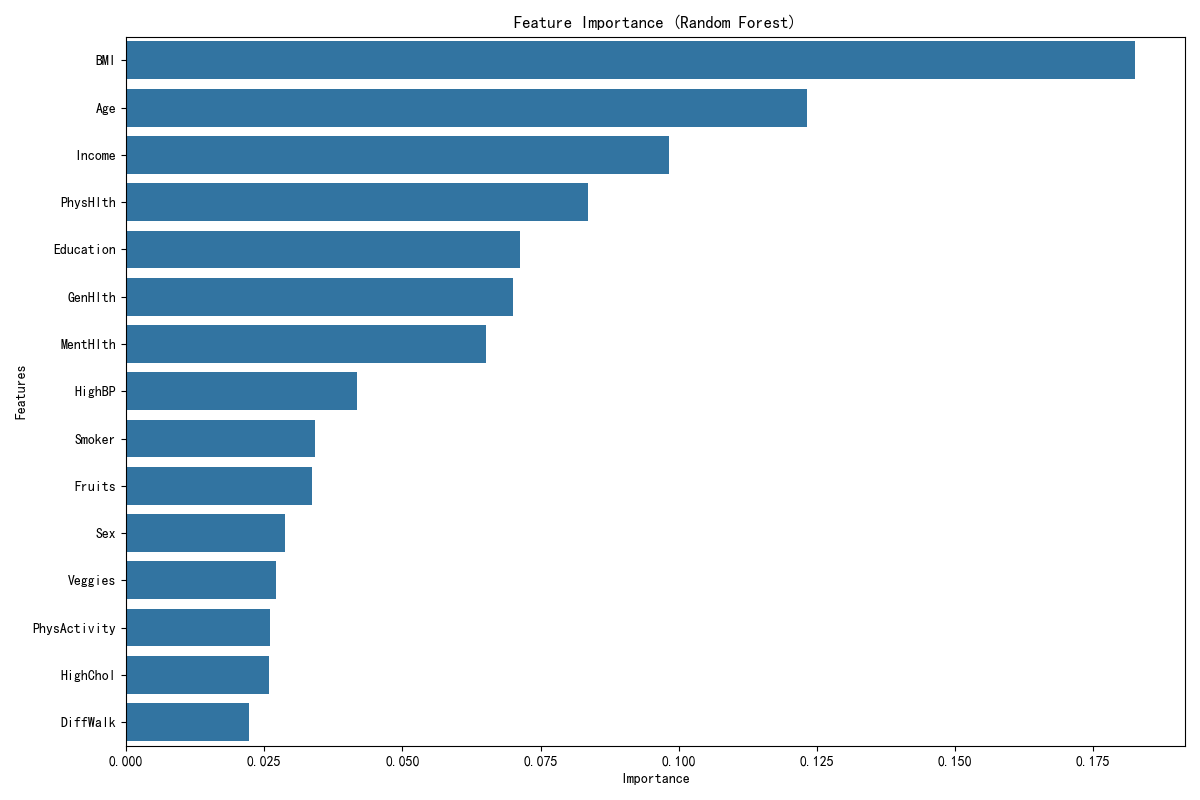 Feature Importance (Random Forest)
BMI
Age
Income
PhysHlth
Education
GenHlth
MentHlth
HighBP
Smoker
Fruits
Sex
Veggies
PhysActivity
HighChol
DiffWalk
Features
0.000 0.025 0.050 0.075 0.100 0.125 0.150 0.175
Importance